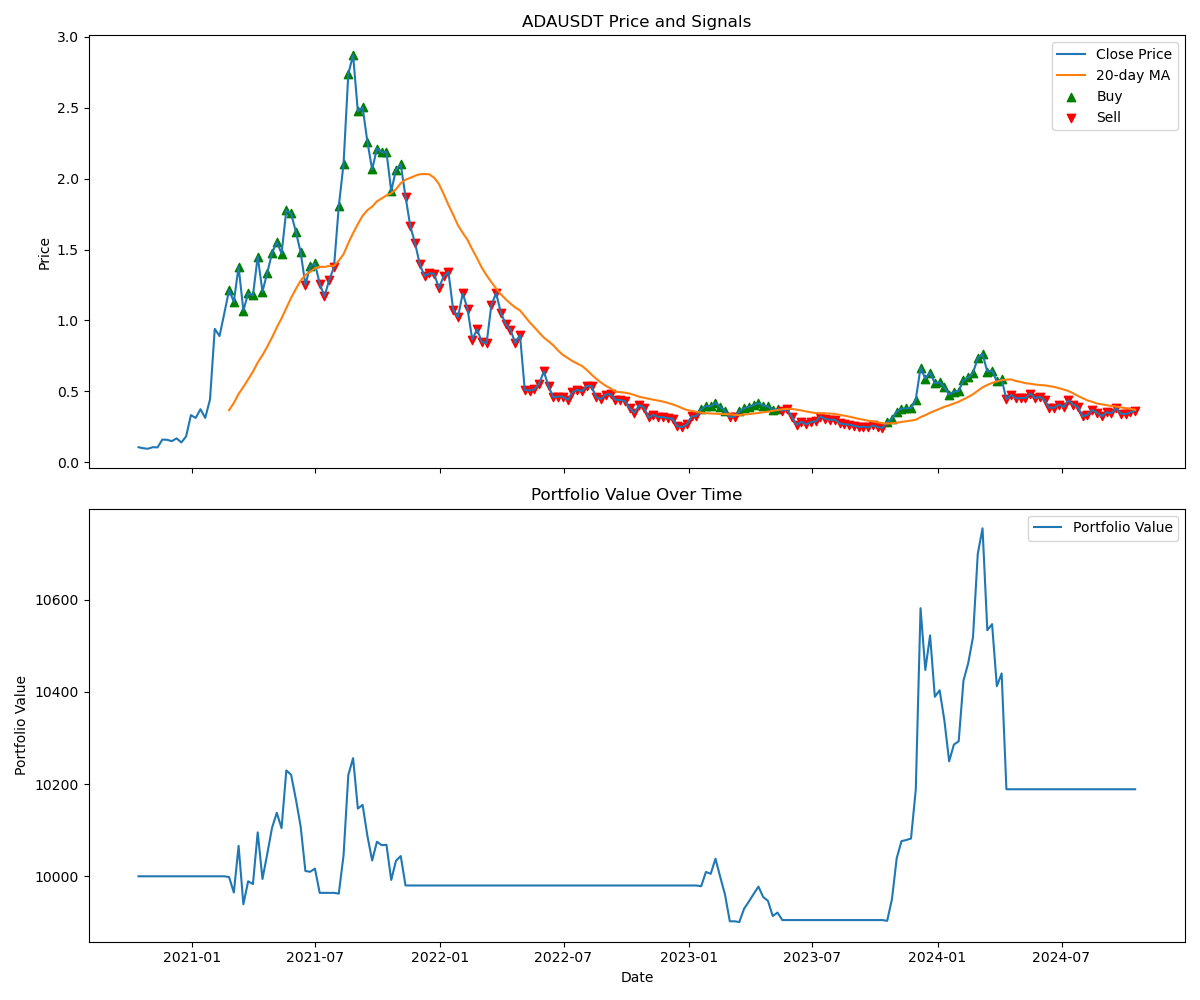 ADAUSDT Price and Signals
Price
3.0
2.5
2.0
1.5
1.0
0.5
0.0
Close Price
20-day MA
Buy
Sell
Portfolio Value Over Time
Portfolio Value
10600
10400
10200
10000
Portfolio Value
2021-01
2021-07
2022-01
2022-07
2023-01
2023-07
2024-01
2024-07
Date